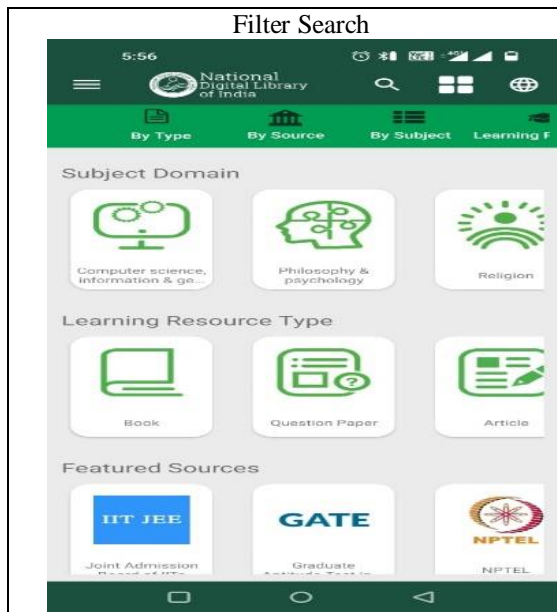 Filter Search
5:56
National
Digital Library
of India
By Type
By Source
By Subject
Learning F
Subject Domain
Computer science,
information & ge...
Philosophy &
psychology
Religion
Learning Resource Type
Book
Question Paper
Article
Featured Sources
IIT JEE
GATE
NPTEL
Joint Admission
Graduate
NPTEL